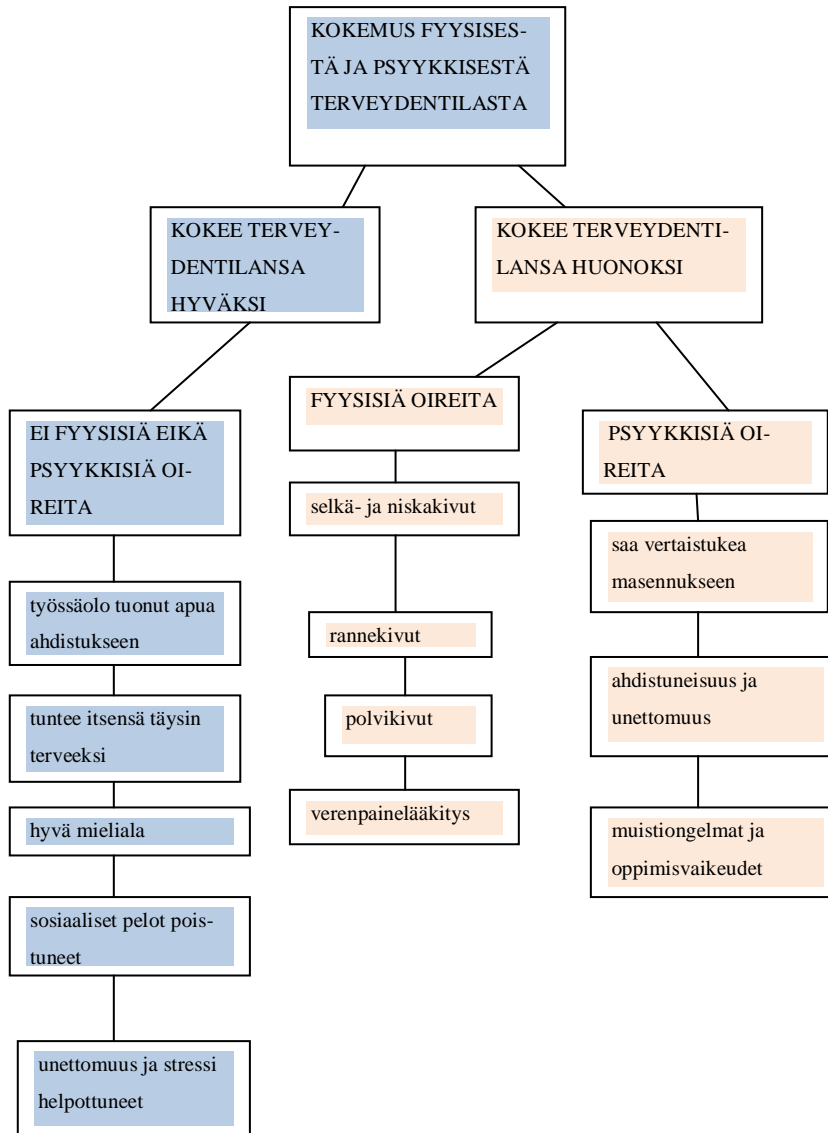 KOKEMUS FYYSISES-
TÄ JA PSYYKKISESTÄ
TERVEYDENTILASTA
KOKEE TERVEY-
DENTILANSA
HYVÄKSI
KOKEE TERVEYDENTI-
LANSA HUONOKSI
EI FYYSISIÄ EIKÄ
PSYYKKISIÄ OI-
REITA
työssäolo tuonut apua
ahdistukseen
tuntee itsensä täysin
terveeksi
hyvä mieliala
sosiaaliset pelot pois-
tuneet
unettomuus ja stressi
helpottuneet
FYYSISIÄ OIREITA
selkä- ja niskakivut
rannekivut
polvikivut
verenpainelääkitys
PSYYKKISIÄ OI-
REITA
saa vertaistukea
masennukseen
ahdistuneisuus ja
unettomuus
muistiongelmat ja
oppimisvaikeudet